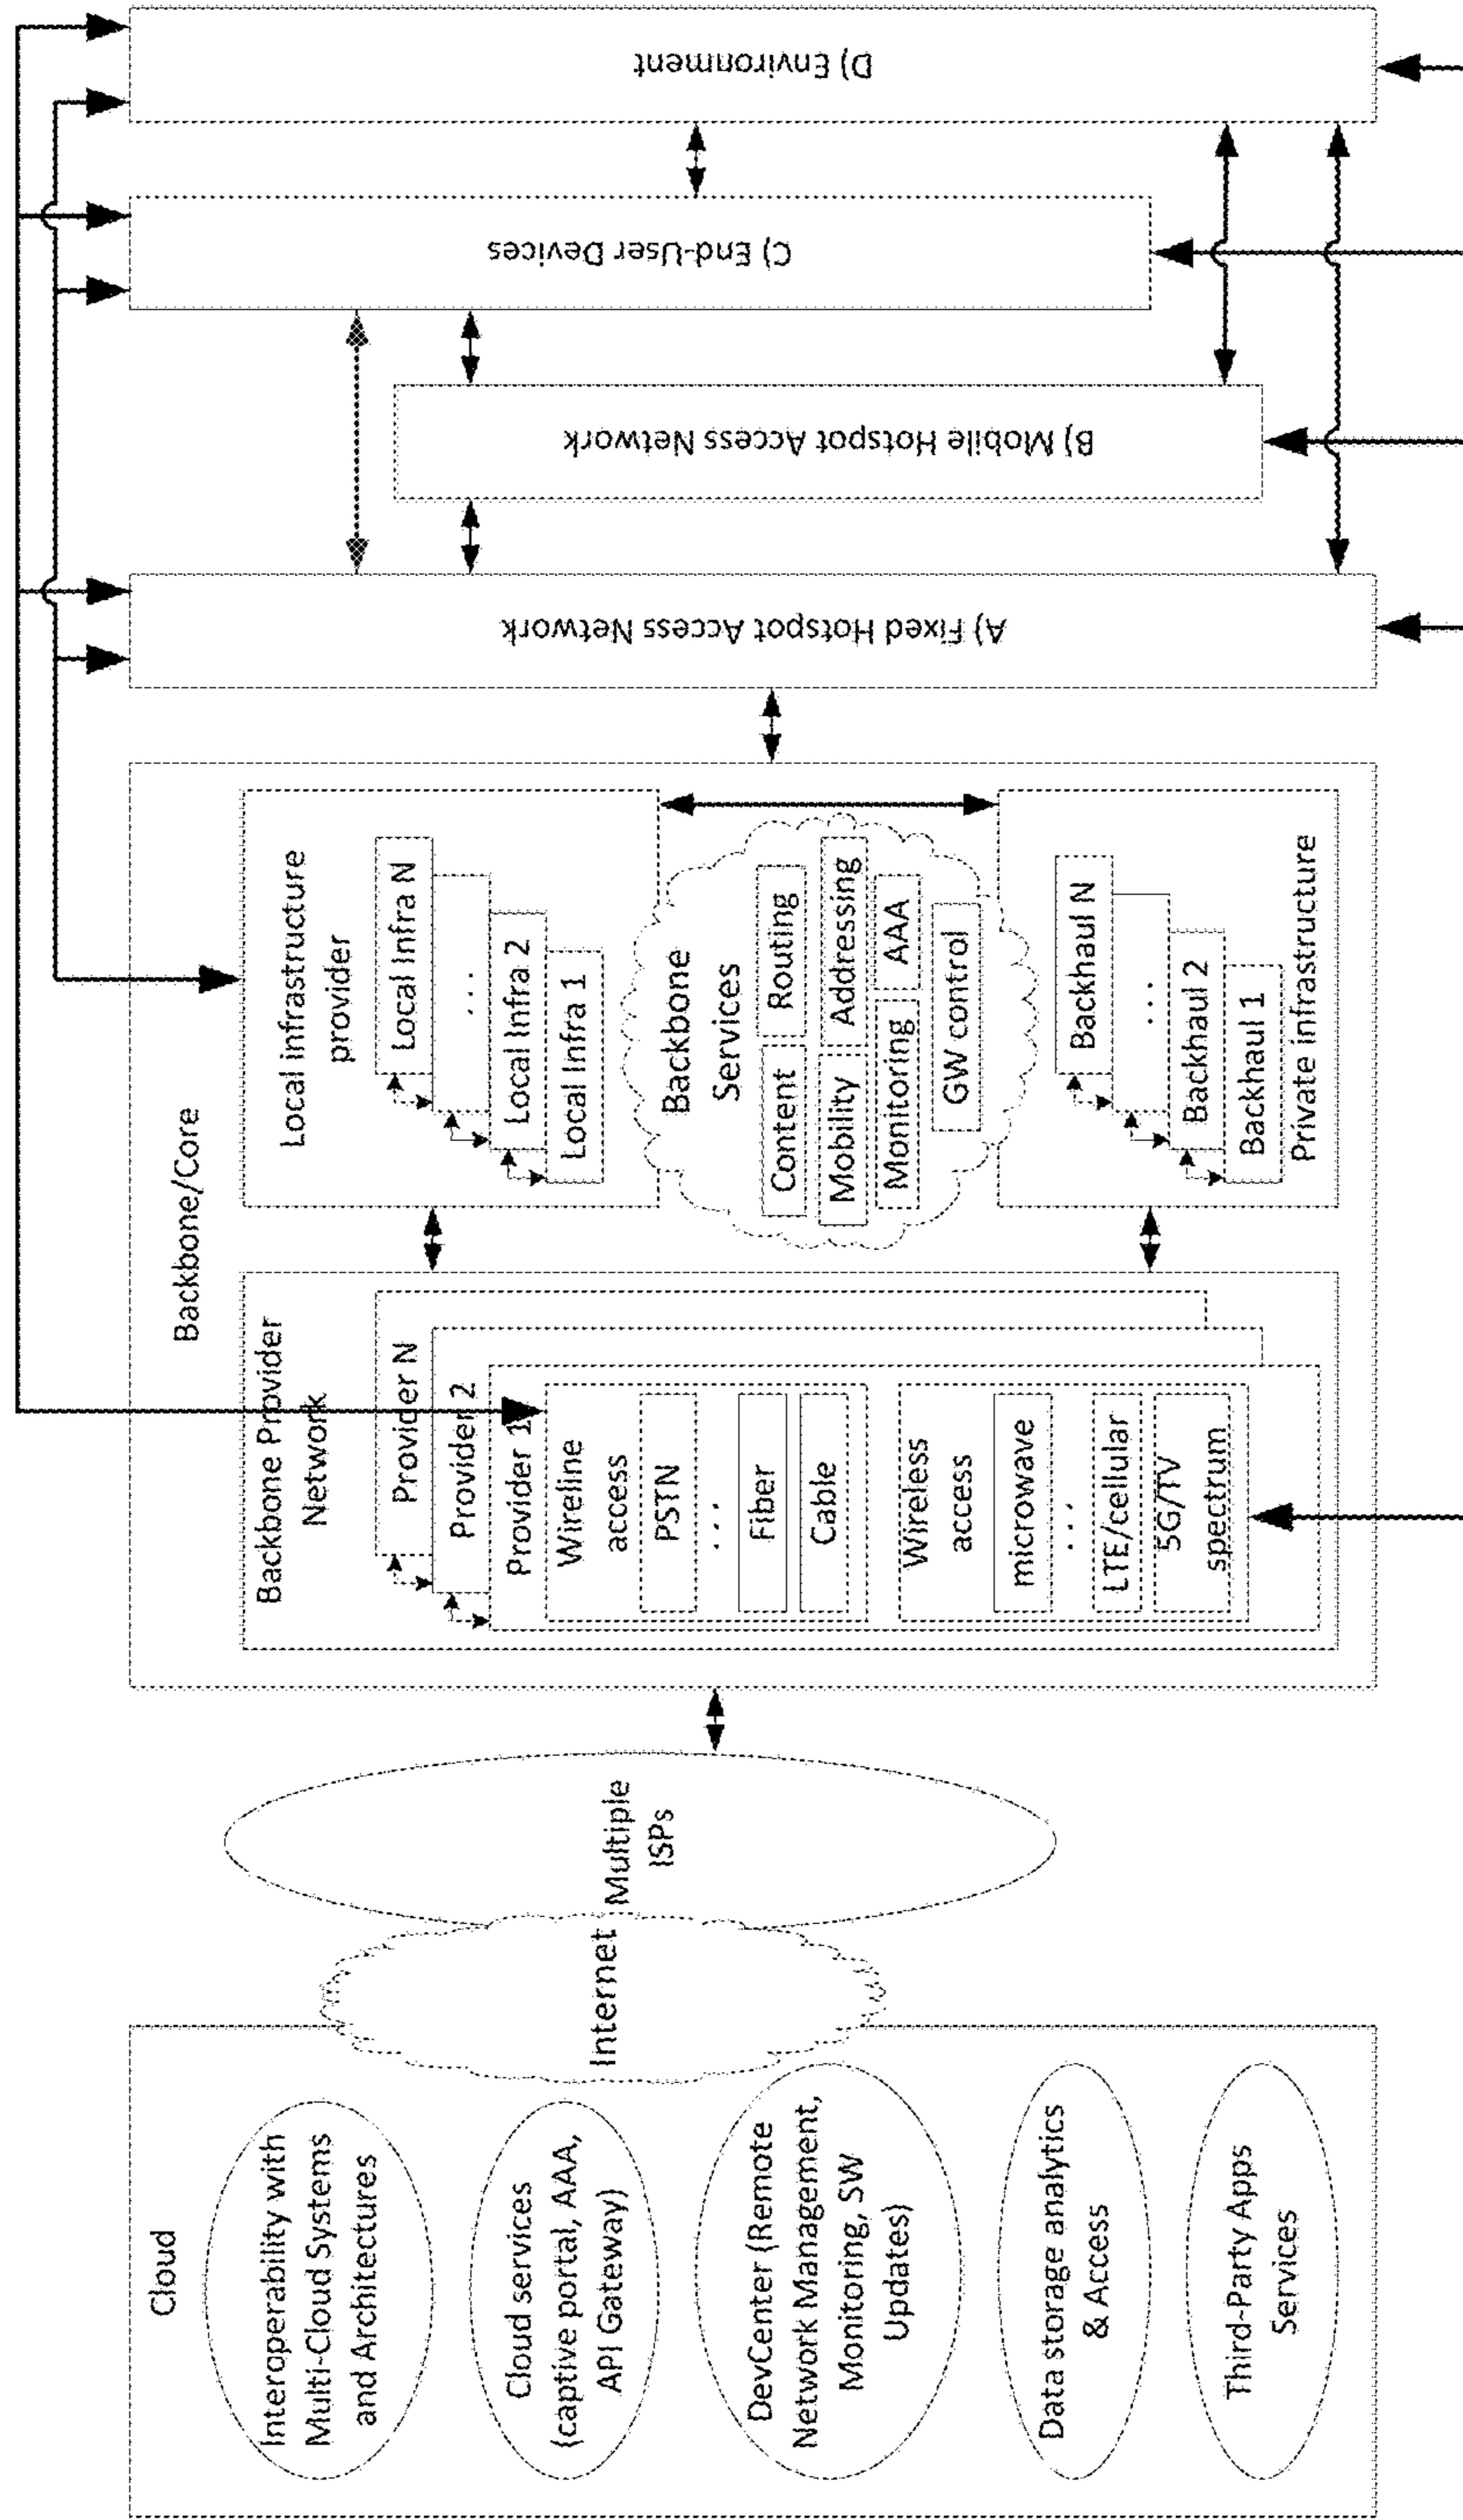 Cloud
Interoperability with
Multi-Cloud Systems
and Architectures
Cloud services
(captive portal, AAA,
API Gateway)
DevCenter (Remote
Network Management,
Monitoring, SW
Updates)
Data storage analytics
& Access
Third-Party Apps
Services
Internet
Multiple
ISPs
Backbone/Core
Backbone Provider
Network
Provider N
Provider 2
Provider 1
Wireline
access
PSTN
...
Fiber
Cable
Wireless
access
microwave
...
LTE/cellular
5G/TV
spectrum
Local infrastructure
provider
Local Infra N
...
Local Infra 2
Local Infra 1
Backbone
Services
Content
Routing
Mobility
Addressing
Monitoring
AAA
GW control
Backhaul N
...
Backhaul 2
Backhaul 1
Private infrastructure
A) Fixed Hotspot Access Network
B) Mobile Hotspot Access Network
C) End-User Devices
D) Environment